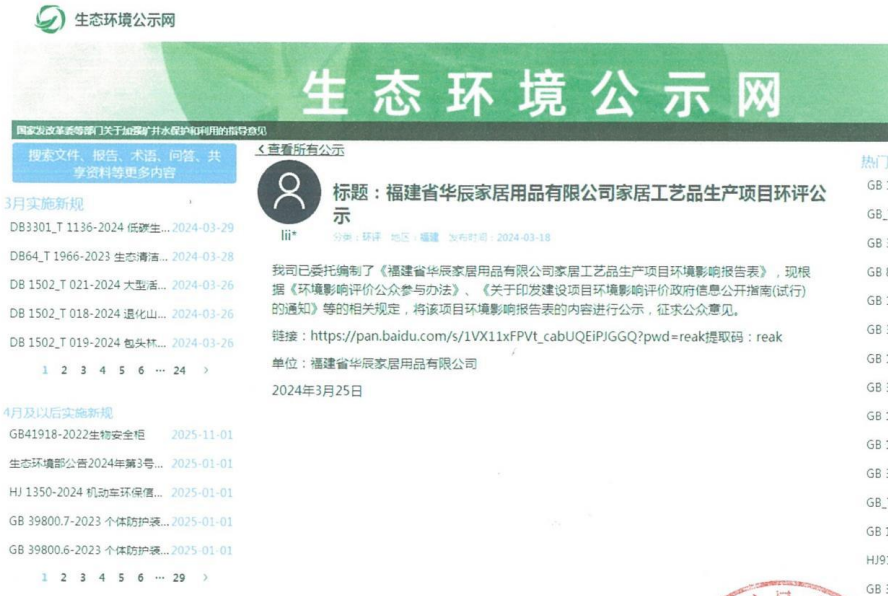 生态环境公示网
生态环境公示网
国家发改革委等部门关于加强矿井水保护和利用的指导意见
搜索文件、报告、术语、问答、共
享资料等更多内容
3月实施新规
DB3301_T 1136-2024 低碳生... 2024-03-29
DB64_T 1966-2023 生态清洁... 2024-03-28
DB 1502_T 021-2024 大型活... 2024-03-26
DB 1502_T 018-2024 退化山... 2024-03-26
DB 1502_T 019-2024 包头林... 2024-03-26
1 2 3 4 5 6 ··· 24 >
4月及以后实施新规
GB41918-2022生物安全柜 2025-11-01
生态环境部公告2024年第3号... 2025-01-01
HJ 1350-2024 机动车环保信... 2025-01-01
GB 39800.7-2023 个体防护装... 2025-01-01
GB 39800.6-2023 个体防护装... 2025-01-01
1 2 3 4 5 6 ··· 29 >
<查看所有公示
lii*
标题：福建省华辰家居用品有限公司家居工艺品生产项目环评公
示
分类：环评 地区：福建 发布时间：2024-03-18
我司已委托编制了《福建省华辰家居用品有限公司家居工艺品生产项目环境影响报告表》，现根
据《环境影响评价公众参与办法》、《关于印发建设项目环境影响评价政府信息公开指南(试行)
的通知》等的相关规定，将该项目环境影响报告表的内容进行公示，征求公众意见。
链接：https://pan.baidu.com/s/1VX11xFPVt_cabUQEiPJGGQ?pwd=reak提取码：reak
单位：福建省华辰家居用品有限公司
2024年3月25日
热门
GB
GB_
GB
GB
GB
GB
GB
GB
GB
GB
GB
GB_
GB
HJ9
GB